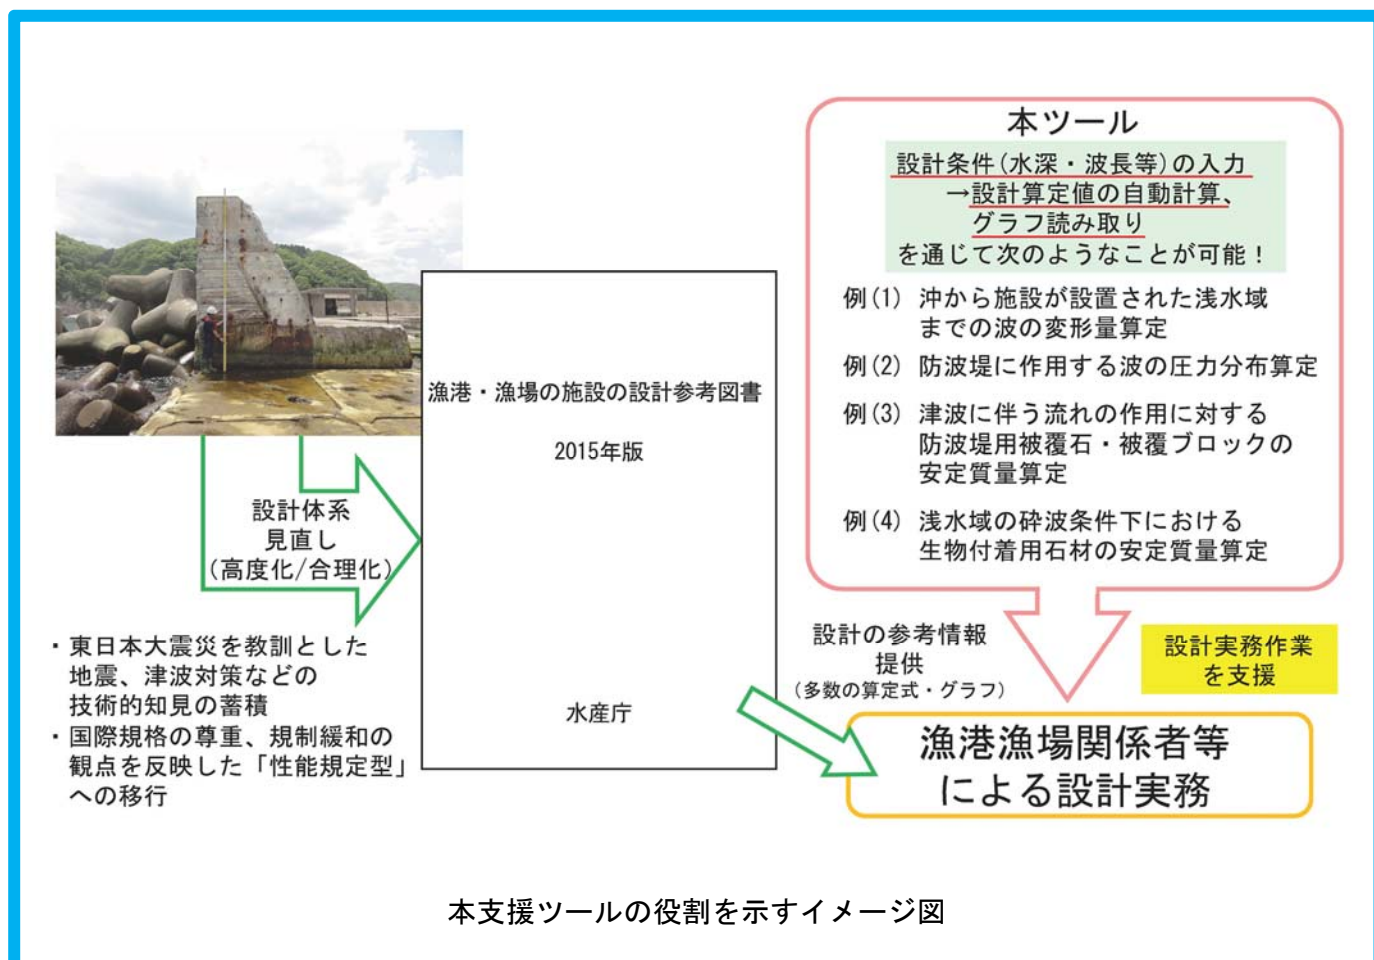 本ツール
設計条件(水深・波長等)の入力
→設計算定値の自動計算、
グラフ読み取り
を通じて次のようなことが可能！
例(1) 沖から施設が設置された浅水域
までの波の変形量算定
例(2) 防波堤に作用する波の圧力分布算定
例(3) 津波に伴う流れの作用に対する
防波堤用被覆石・被覆ブロックの
安定質量算定
例(4) 浅水域の砕波条件下における
生物付着用石材の安定質量算定
漁港・漁場の施設の設計参考図書
2015年版
水産庁
設計体系
見直し
(高度化/合理化)
・東日本大震災を教訓とした
地震、津波対策などの
技術的知見の蓄積
・国際規格の尊重、規制緩和の
観点を反映した「性能規定型」
への移行
設計の参考情報
提供
(多数の算定式・グラフ)
設計実務作業
を支援
漁港漁場関係者等
による設計実務
本支援ツールの役割を示すイメージ図